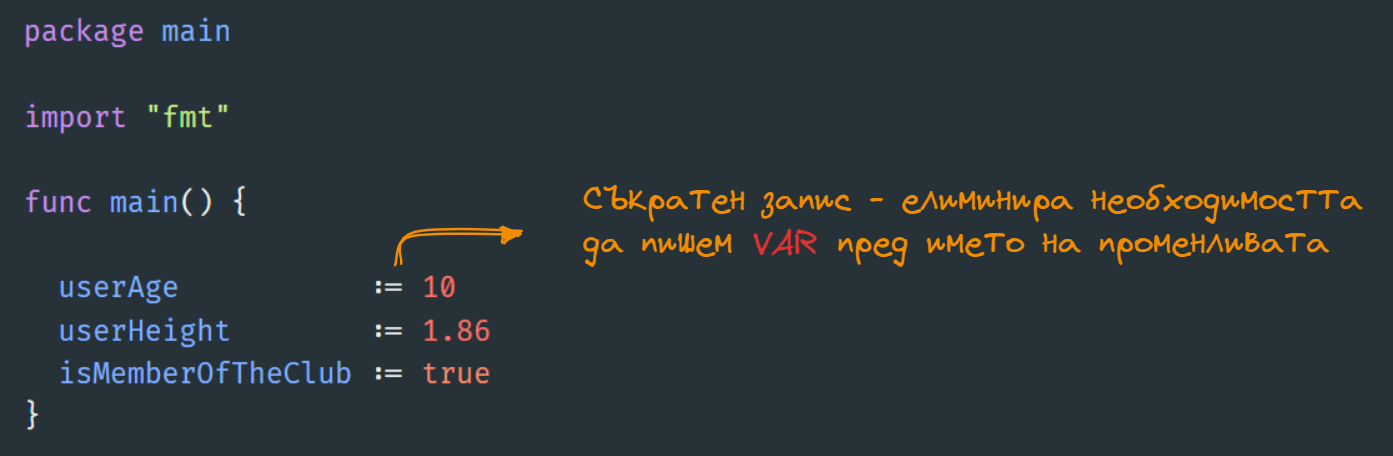 package main
import "fmt"
func main() {
съкратен запис - елиминира необходимостта
да пишем VAR пред името на променливата
userAge := 10
userHeight := 1.86
isMemberOfTheClub := true
}